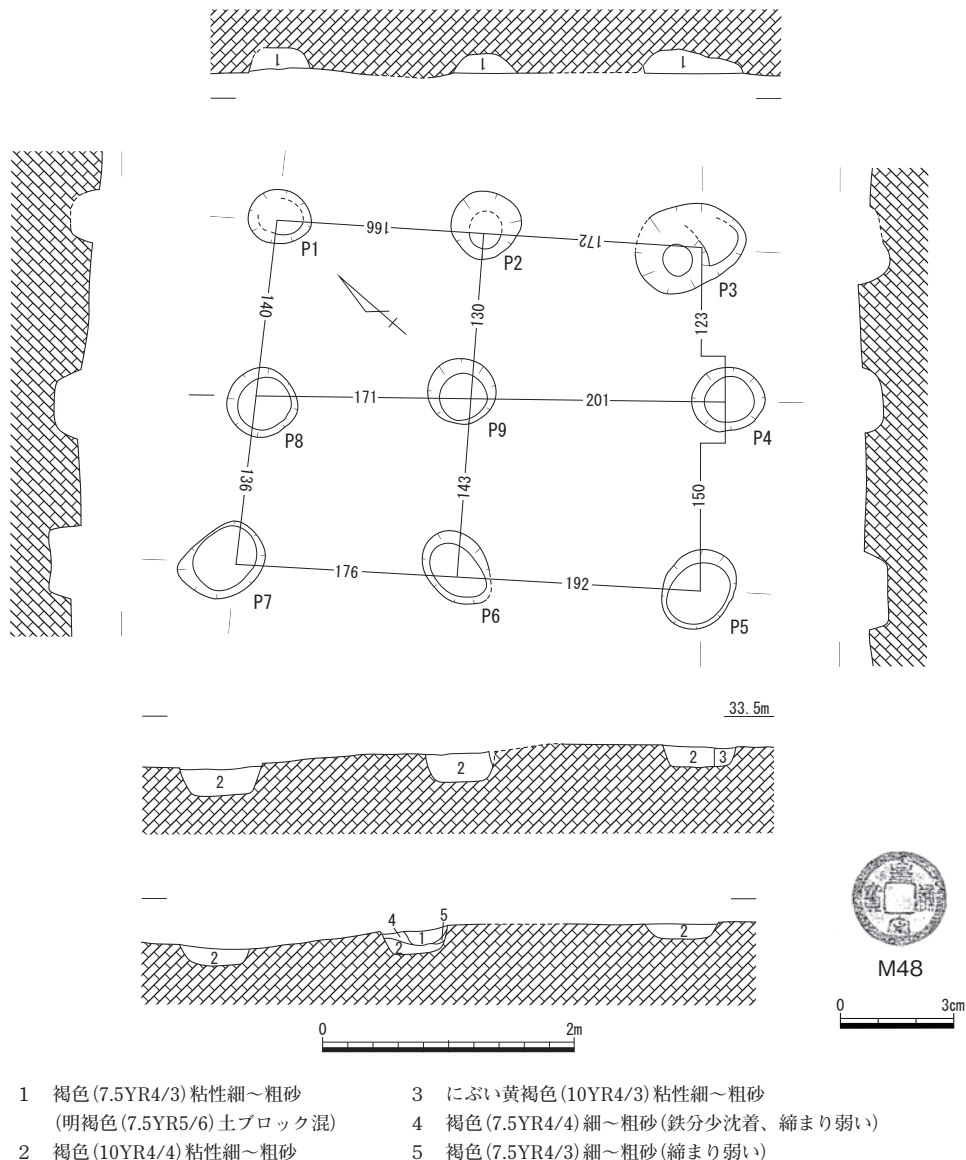 1
1
1
P1
166
P2
172
P3
140
130
123
171
201
P8
P9
P4
136
143
150
P7
176
P6
192
P5
33.5m
2
2
2
3
4
5
1
2
2
2
嘉定通寳
M48
0
3cm
0
2m
1 褐色(7.5YR4/3)粘性細～粗砂
(明褐色(7.5YR5/6)土ブロック混)
2 褐色(10YR4/4)粘性細～粗砂
3 にぶい黄褐色(10YR4/3)粘性細～粗砂
4 褐色(7.5YR4/4)細～粗砂(鉄分少沈着、締まり弱い)
5 褐色(7.5YR4/3)細～粗砂(締まり弱い)